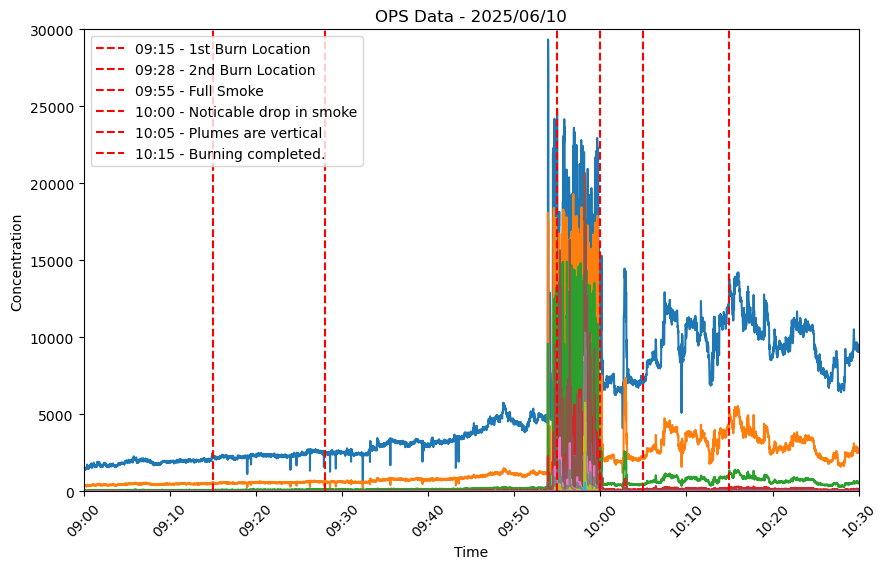 OPS Data - 2025/06/10
30000
25000
20000
15000
10000
5000
0
Concentration
09:15 - 1st Burn Location
09:28 - 2nd Burn Location
09:55 - Full Smoke
10:00 - Noticable drop in smoke
10:05 - Plumes are vertical
10:15 - Burning completed.
09:00
09:10
09:20
09:30
09:40
09:50
10:00
10:10
10:20
10:30
Time